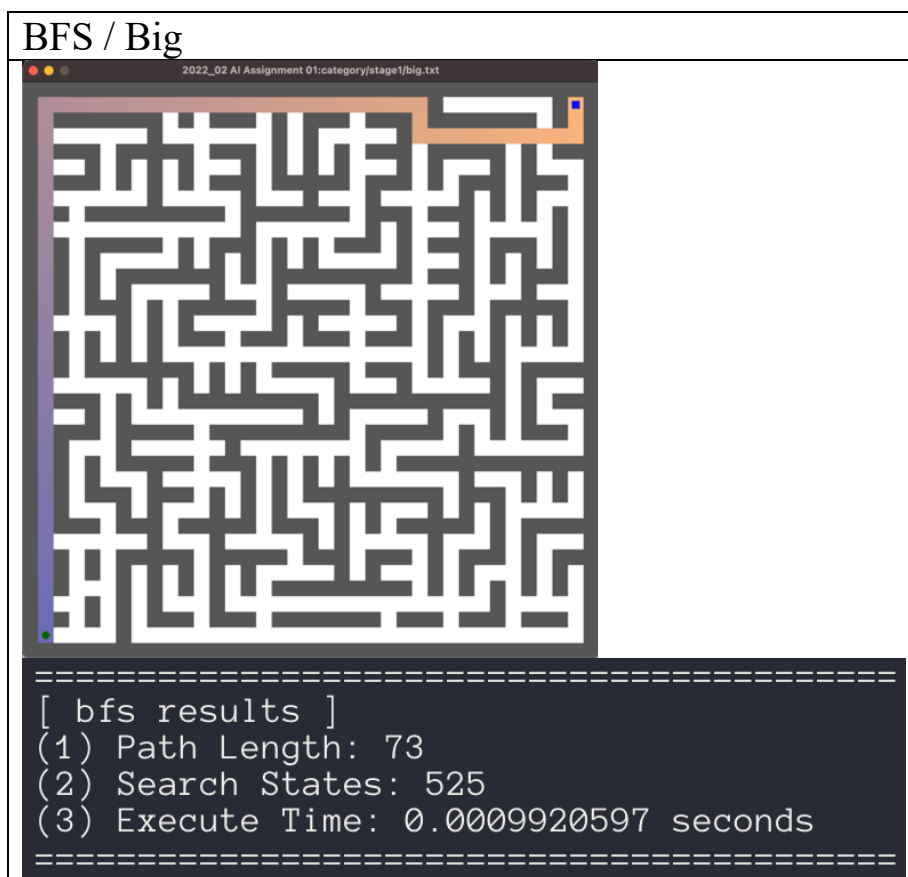 BFS / Big
2022_02 AI Assignment 01:category/stage1/big.txt
===========================================
[ bfs results ]
(1) Path Length: 73
(2) Search States: 525
(3) Execute Time: 0.0009920597 seconds
===========================================